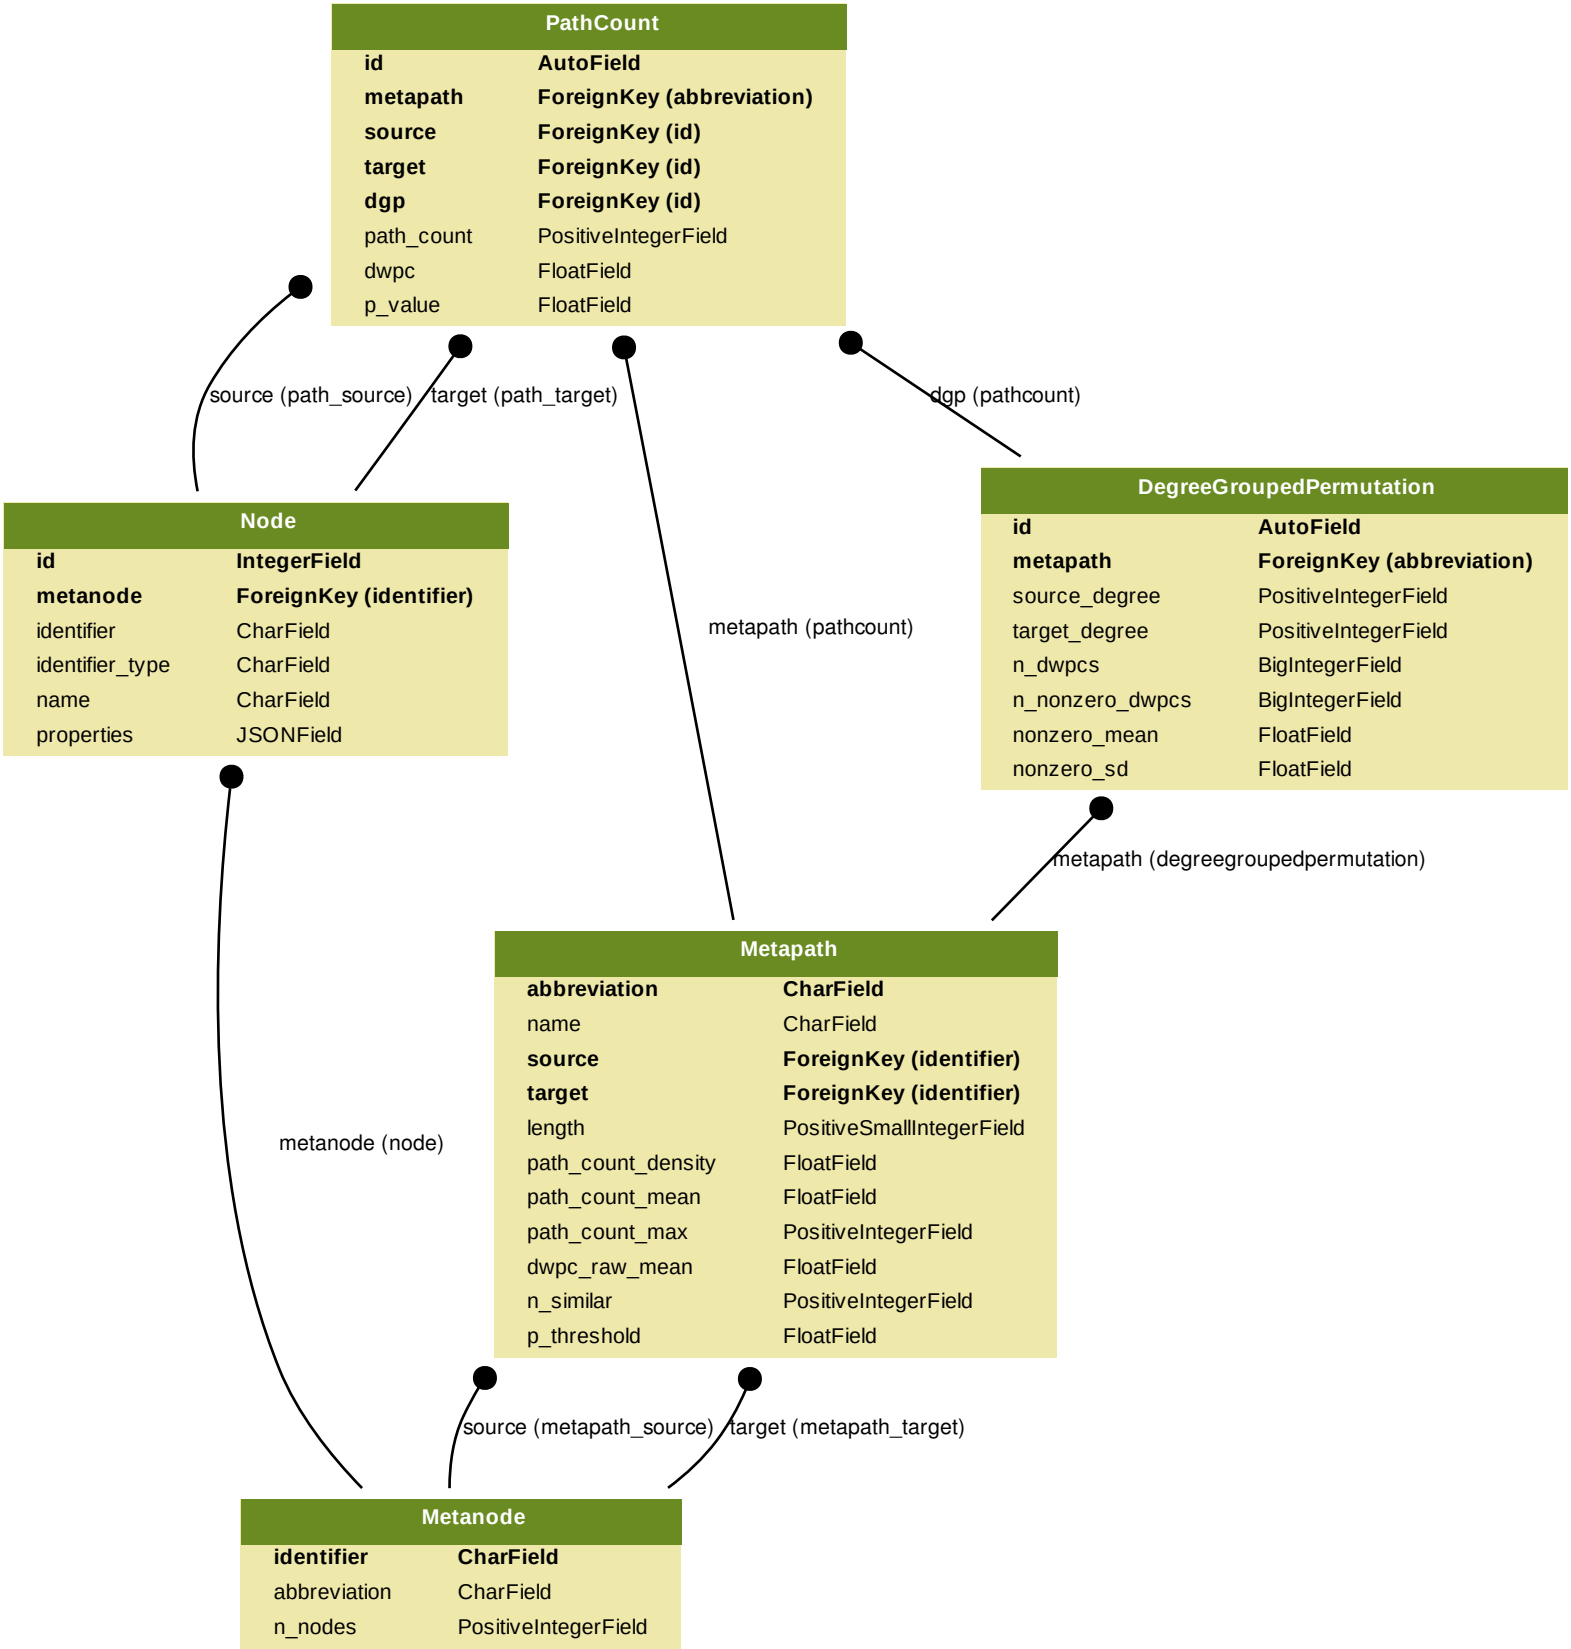 PathCount
id AutoField
metapath ForeignKey (abbreviation)
source ForeignKey (id)
target ForeignKey (id)
dgp ForeignKey (id)
path_count PositiveIntegerField
dwpc FloatField
p_value FloatField
source (path_source) target (path_target) dgp (pathcount)
Node
id IntegerField
metanode ForeignKey (identifier)
identifier CharField
identifier_type CharField
name CharField
properties JSONField
metapath (pathcount)
DegreeGroupedPermutation
id AutoField
metapath ForeignKey (abbreviation)
source_degree PositiveIntegerField
target_degree PositiveIntegerField
n_dwpcs BigIntegerField
n_nonzero_dwpcs BigIntegerField
nonzero_mean FloatField
nonzero_sd FloatField
metapath (degreegroupedpermutation)
Metapath
abbreviation CharField
name CharField
source ForeignKey (identifier)
target ForeignKey (identifier)
length PositiveSmallIntegerField
path_count_density FloatField
path_count_mean FloatField
path_count_max PositiveIntegerField
dwpc_raw_mean FloatField
n_similar PositiveIntegerField
p_threshold FloatField
metanode (node)
source (metapath_source) target (metapath_target)
Metanode
identifier CharField
abbreviation CharField
n_nodes PositiveIntegerField